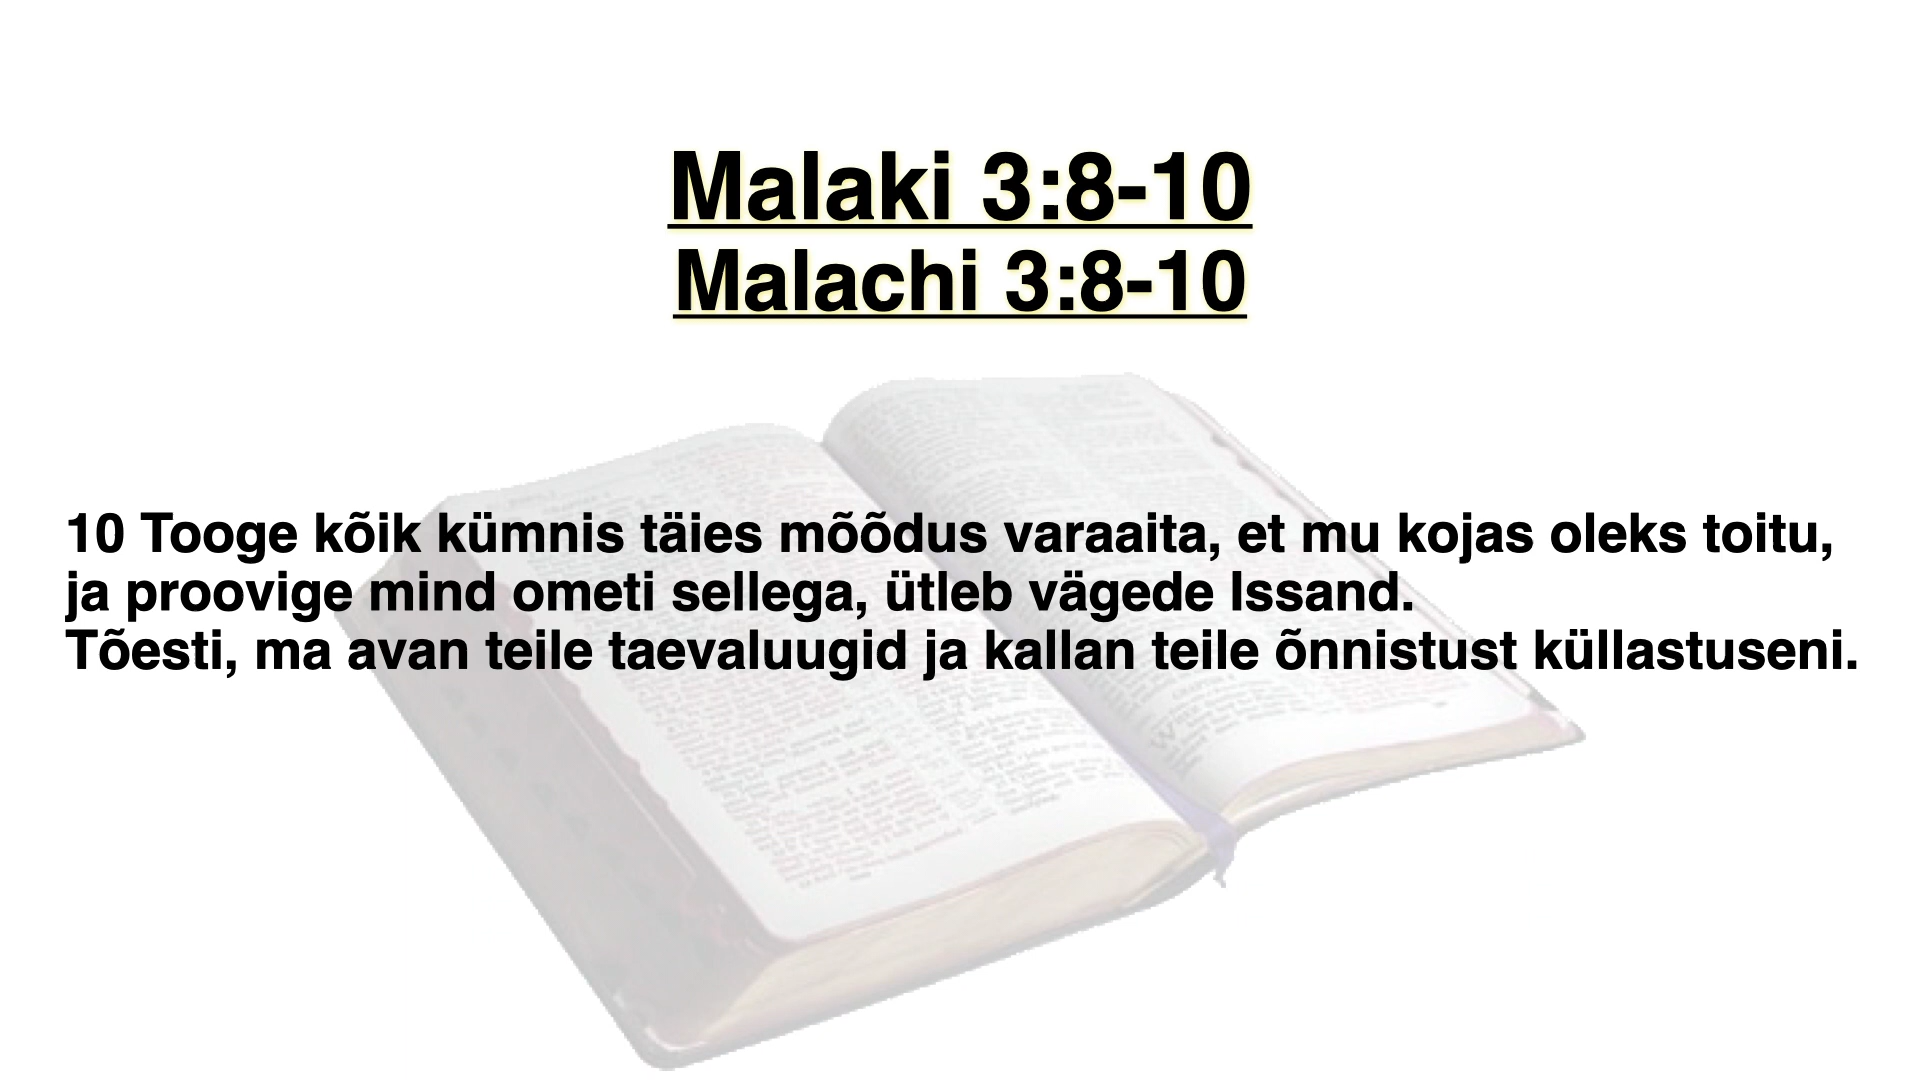 Malaki 3:8-10
Malachi 3:8-10
10 Tooge kõik kümnis täies mõõdus varaaita, et mu kojas oleks toitu,
ja proovige mind ometi sellega, ütleb vägede Issand.
Tõesti, ma avan teile taevaluugid ja kallan teile õnnistust küllastuseni.